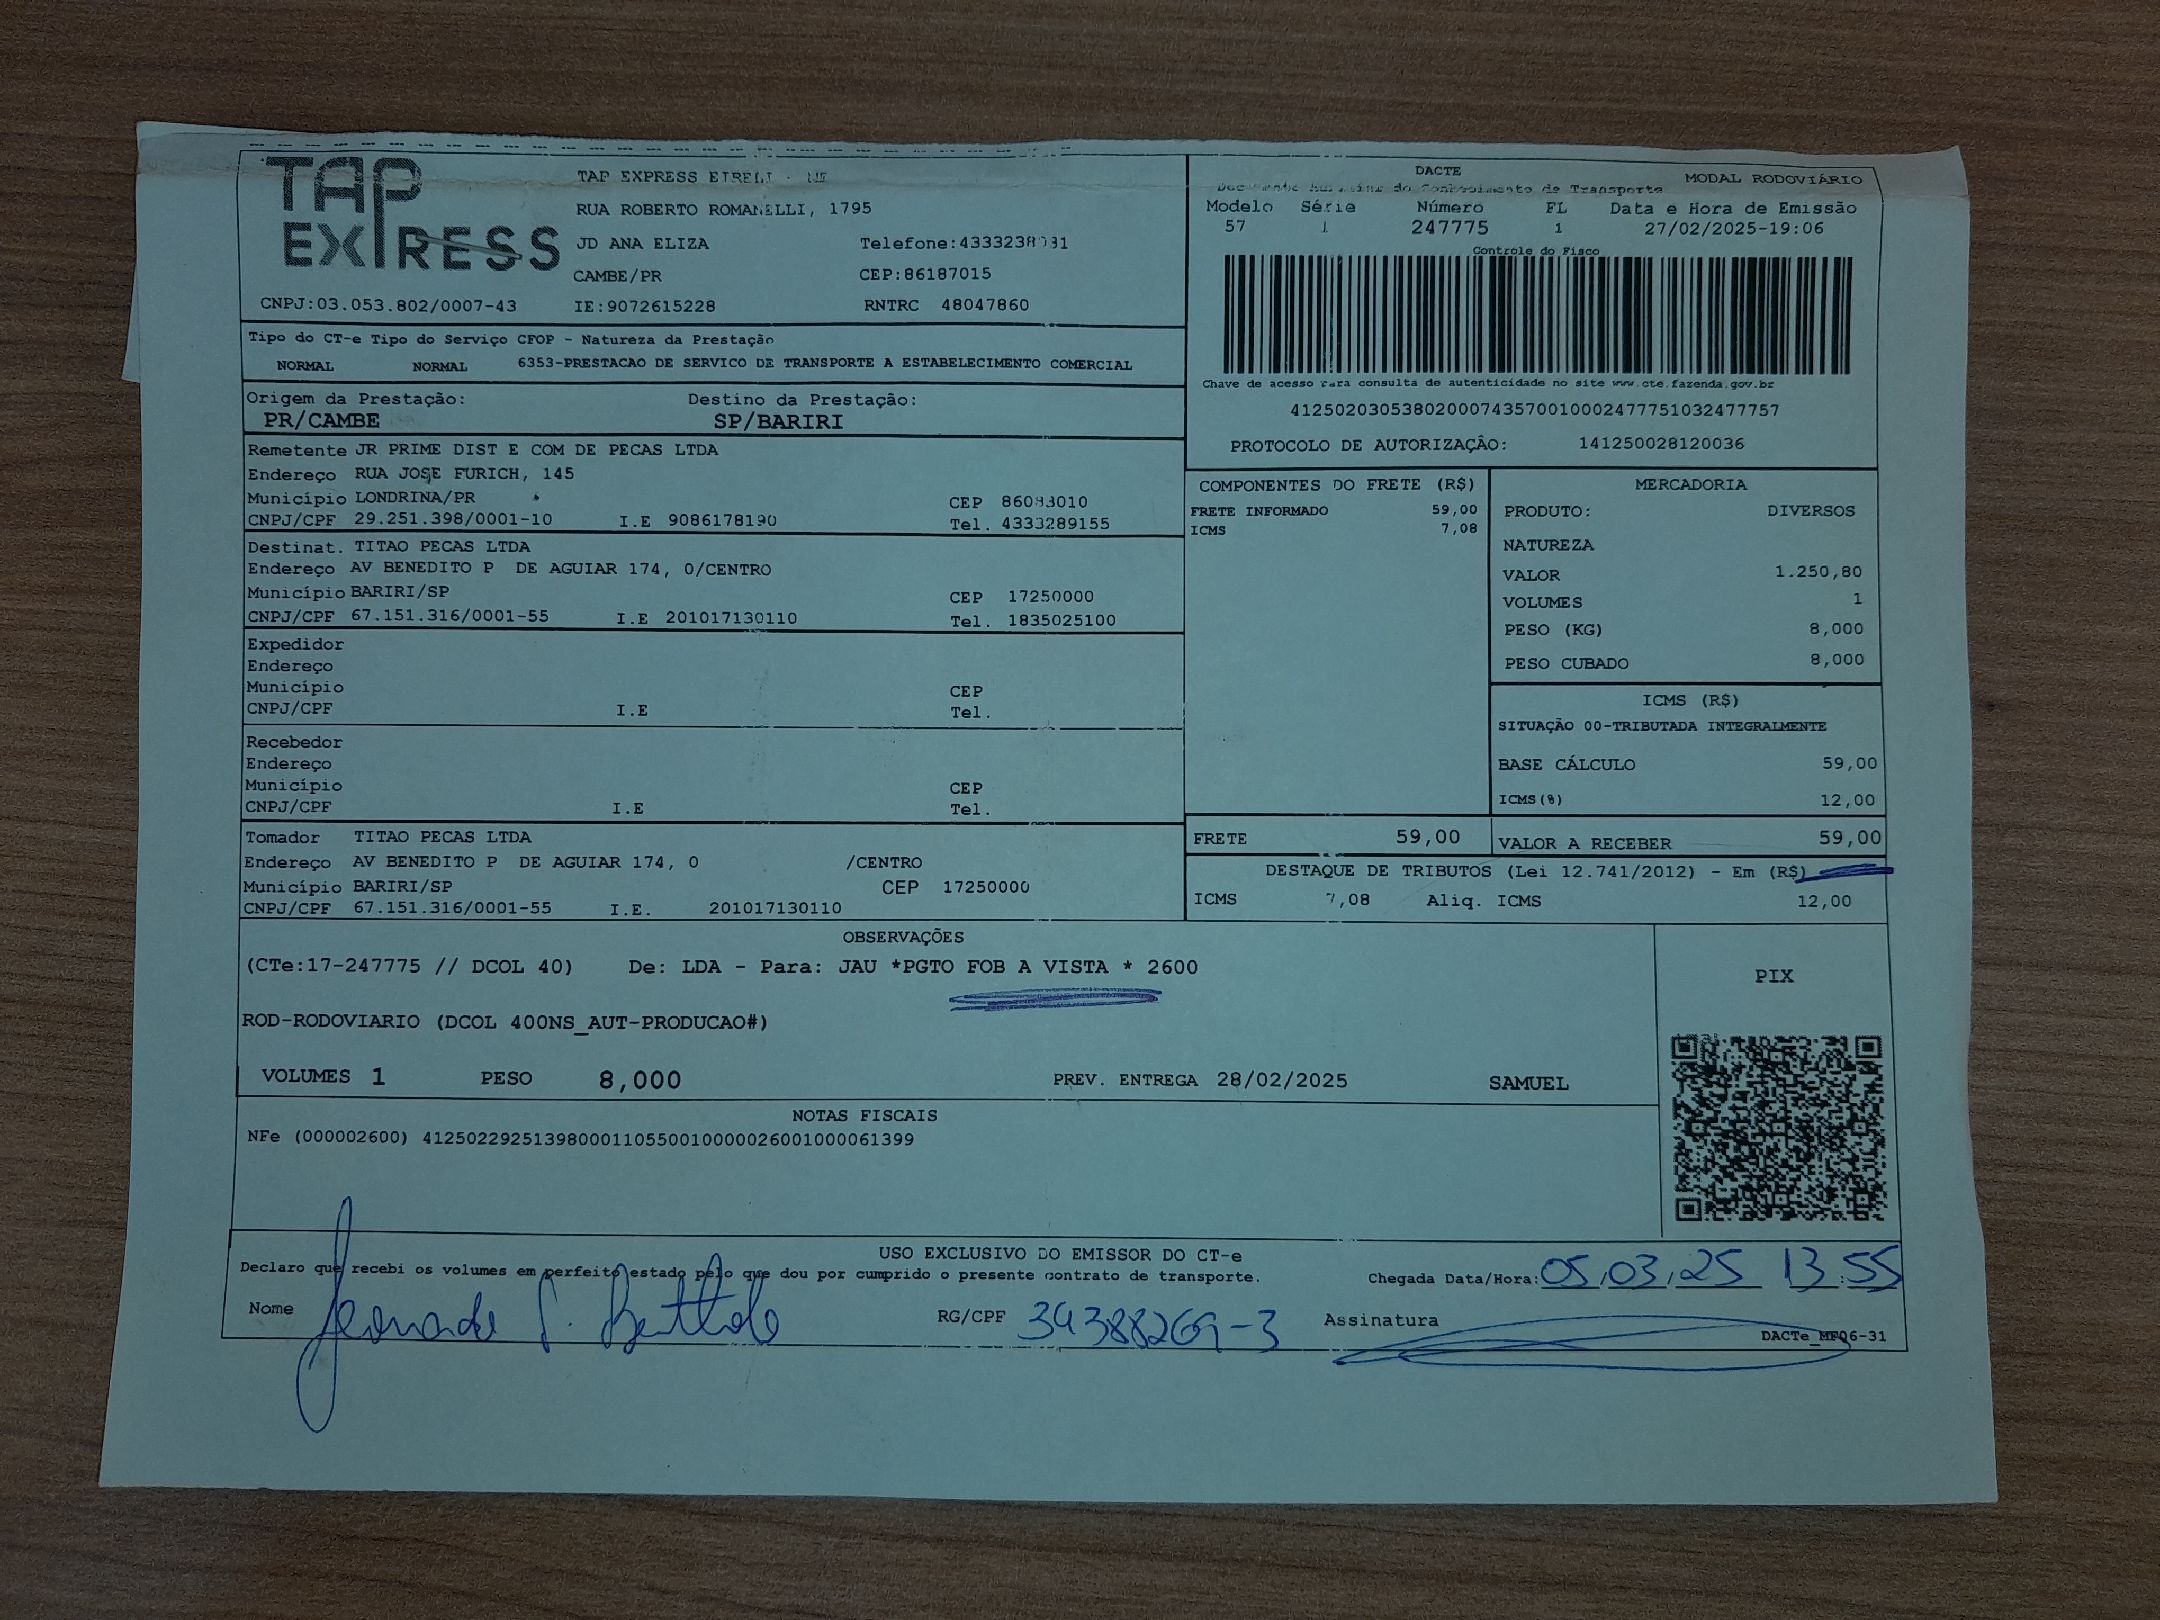 TAP EXPRESS
TAP EXPRESS EIRELI - ME
RUA ROBERTO ROMANELLI, 1795
JD ANA ELIZA Telefone:4333238031
CAMBE/PR CEP:86187015
CNPJ:03.053.802/0007-43 IE:9072615228 RNTRC 48047860
DACTE MODAL RODOVIÁRIO
Documento Auxiliar do Conhecimento de Transporte
Modelo Série Número FL Data e Hora de Emissão
57 1 247775 1 27/02/2025-19:06
Controle do Fisco
Chave de acesso para consulta de autenticidade no site www.cte.fazenda.gov.br
41250203053802000743570010002477751032477757
PROTOCOLO DE AUTORIZAÇÃO: 141250028120036
Tipo do CT-e Tipo do Serviço CFOP - Natureza da Prestação
NORMAL NORMAL 6353-PRESTACAO DE SERVICO DE TRANSPORTE A ESTABELECIMENTO COMERCIAL
Origem da Prestação: Destino da Prestação:
PR/CAMBE SP/BARIRI
Remetente JR PRIME DIST E COM DE PECAS LTDA
Endereço RUA JOSE FURICH, 145
Município LONDRINA/PR CEP 86083010
CNPJ/CPF 29.251.398/0001-10 I.E 9086178190 Tel. 4333289155
Destinat. TITAO PECAS LTDA
Endereço AV BENEDITO P DE AGUIAR 174, 0/CENTRO
Município BARIRI/SP CEP 17250000
CNPJ/CPF 67.151.316/0001-55 I.E 201017130110 Tel. 1835025100
Expedidor
Endereço
Município CEP
CNPJ/CPF I.E Tel.
Recebedor
Endereço
Município CEP
CNPJ/CPF I.E Tel.
Tomador TITAO PECAS LTDA
Endereço AV BENEDITO P DE AGUIAR 174, 0 /CENTRO
Município BARIRI/SP CEP 17250000
CNPJ/CPF 67.151.316/0001-55 I.E. 201017130110
COMPONENTES DO FRETE (R$)
FRETE INFORMADO 59,00
ICMS 7,08
MERCADORIA
PRODUTO: DIVERSOS
NATUREZA
VALOR 1.250,80
VOLUMES 1
PESO (KG) 8,000
PESO CUBADO 8,000
ICMS (R$)
SITUAÇÃO 00-TRIBUTADA INTEGRALMENTE
BASE CÁLCULO 59,00
ICMS(%) 12,00
FRETE 59,00 VALOR A RECEBER 59,00
DESTAQUE DE TRIBUTOS (Lei 12.741/2012) - Em (R$)
ICMS 7,08 Aliq. ICMS 12,00
OBSERVAÇÕES
(CTe:17-247775 // DCOL 40) De: LDA - Para: JAU *PGTO FOB A VISTA * 2600
ROD-RODOVIARIO (DCOL 400NS_AUT-PRODUCAO#)
VOLUMES 1 PESO 8,000 PREV. ENTREGA 28/02/2025 SAMUEL
PIX
NOTAS FISCAIS
NFe (000002600) 41250229251398000110550010000026001000061399
USO EXCLUSIVO DO EMISSOR DO CT-e
Declaro que recebi os volumes em perfeito estado pelo que dou por cumprido o presente contrato de transporte.
Chegada Data/Hora: 05/03/25 13:55
Nome RG/CPF 34388269-3 Assinatura
DACTe_MF06-31